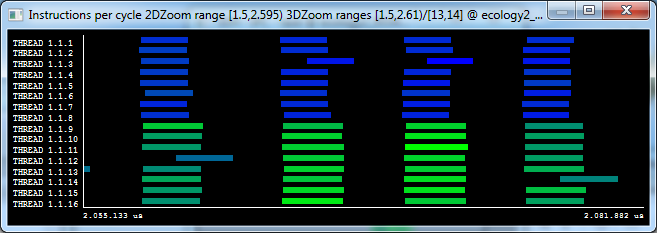 Instructions per cycle 2DZoom range [1.5,2.595) 3DZoom ranges [1.5,2.61)/[13,14] @ ecology2_...
THREAD 1.1.1
THREAD 1.1.2
THREAD 1.1.3
THREAD 1.1.4
THREAD 1.1.5
THREAD 1.1.6
THREAD 1.1.7
THREAD 1.1.8
THREAD 1.1.9
THREAD 1.1.10
THREAD 1.1.11
THREAD 1.1.12
THREAD 1.1.13
THREAD 1.1.14
THREAD 1.1.15
THREAD 1.1.16
2.055.133 us
2.081.882 us